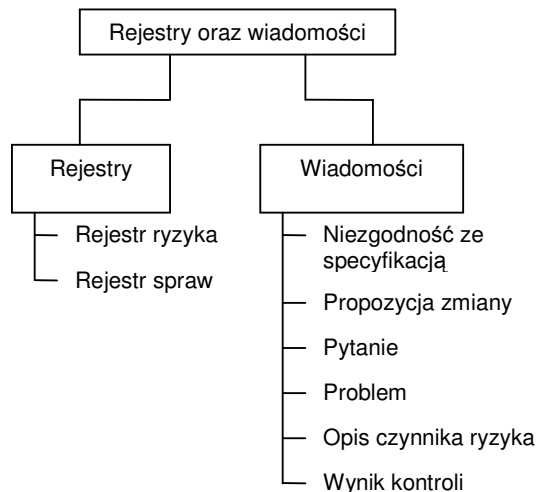 Rejestry oraz wiadomości
Rejestry
Rejestr ryzyka
Rejestr spraw
Wiadomości
Niezgodność ze
specyfikacją
Propozycja zmiany
Pytanie
Problem
Opis czynnika ryzyka
Wynik kontroli